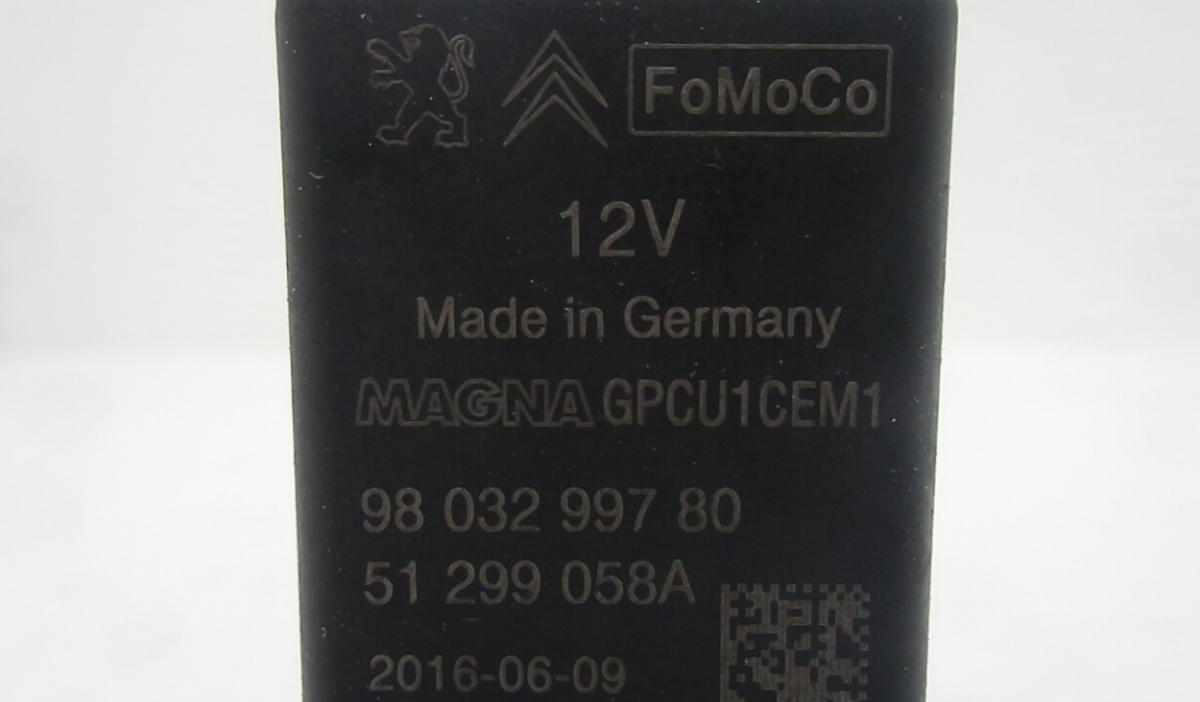 FoMoCo
12V
Made in Germany
MAGNA GPCU1CEM1
98 032 997 80
51 299 058A
2016-06-09